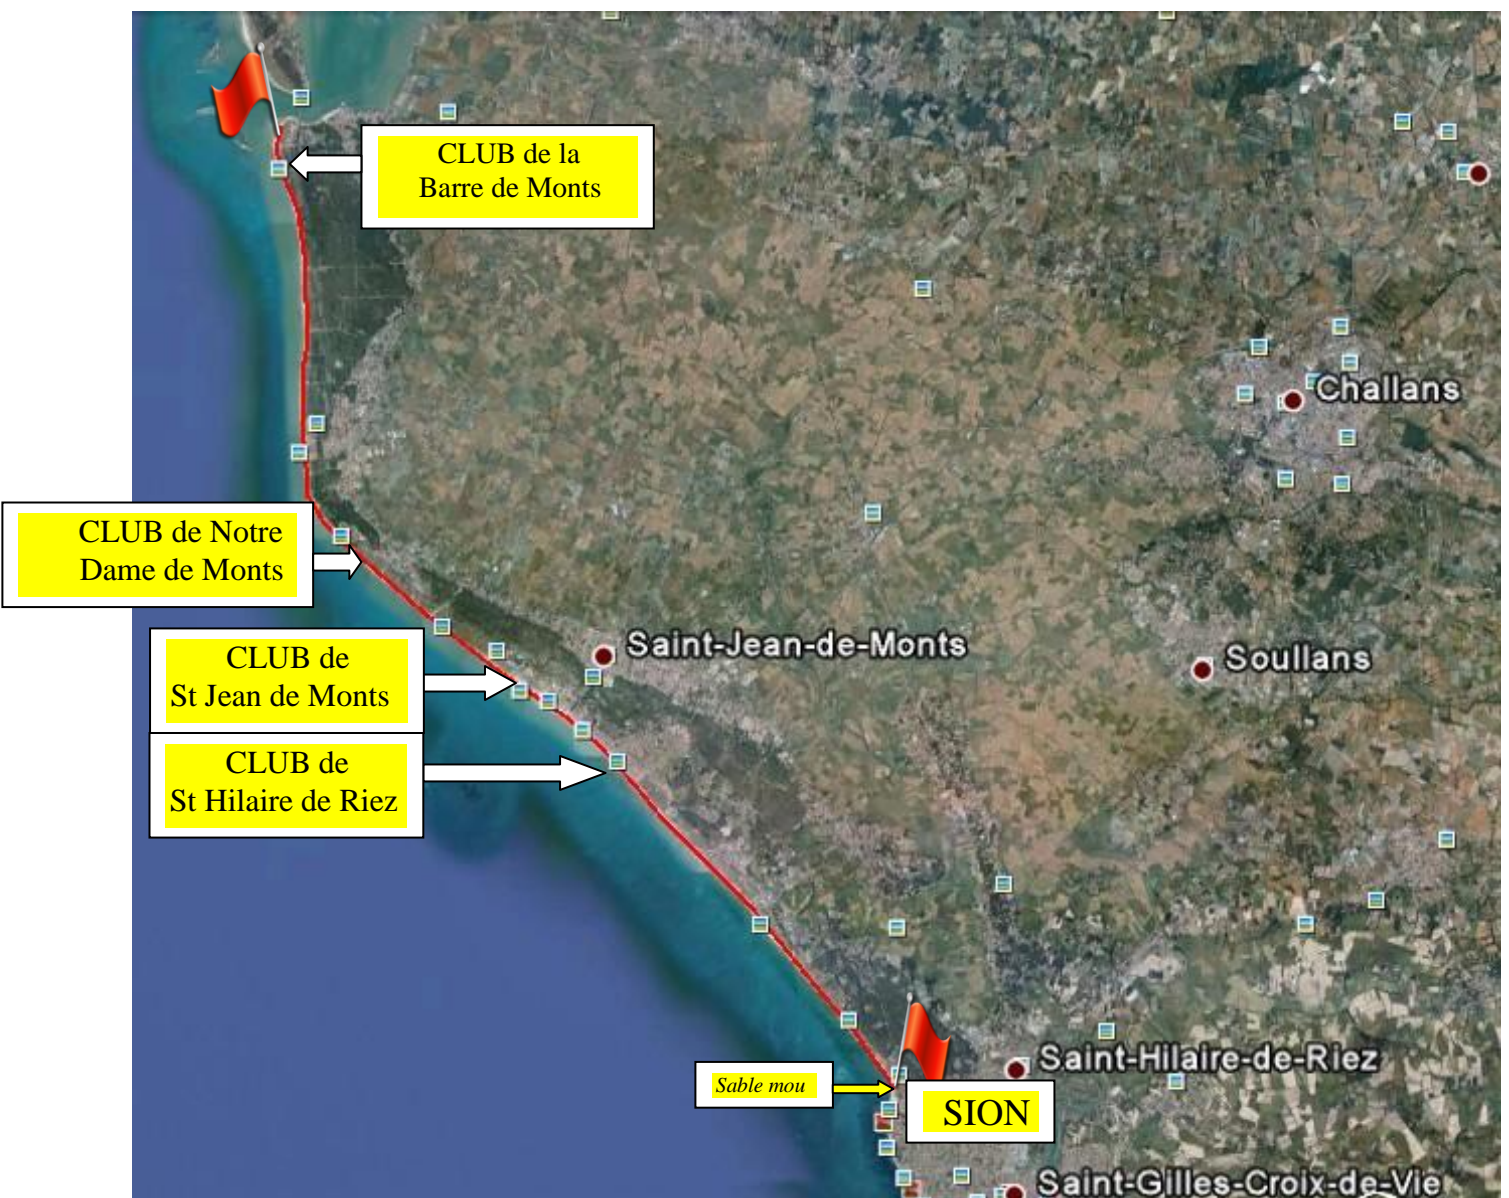 CLUB de la
Barre de Monts
Challans
CLUB de Notre
Dame de Monts
Saint-Jean-de-Monts
Soullans
CLUB de
St Jean de Monts
CLUB de
St Hilaire de Riez
Saint-Hilaire-de-Riez
Sable mou
SION
Saint-Gilles-Croix-de-Vie